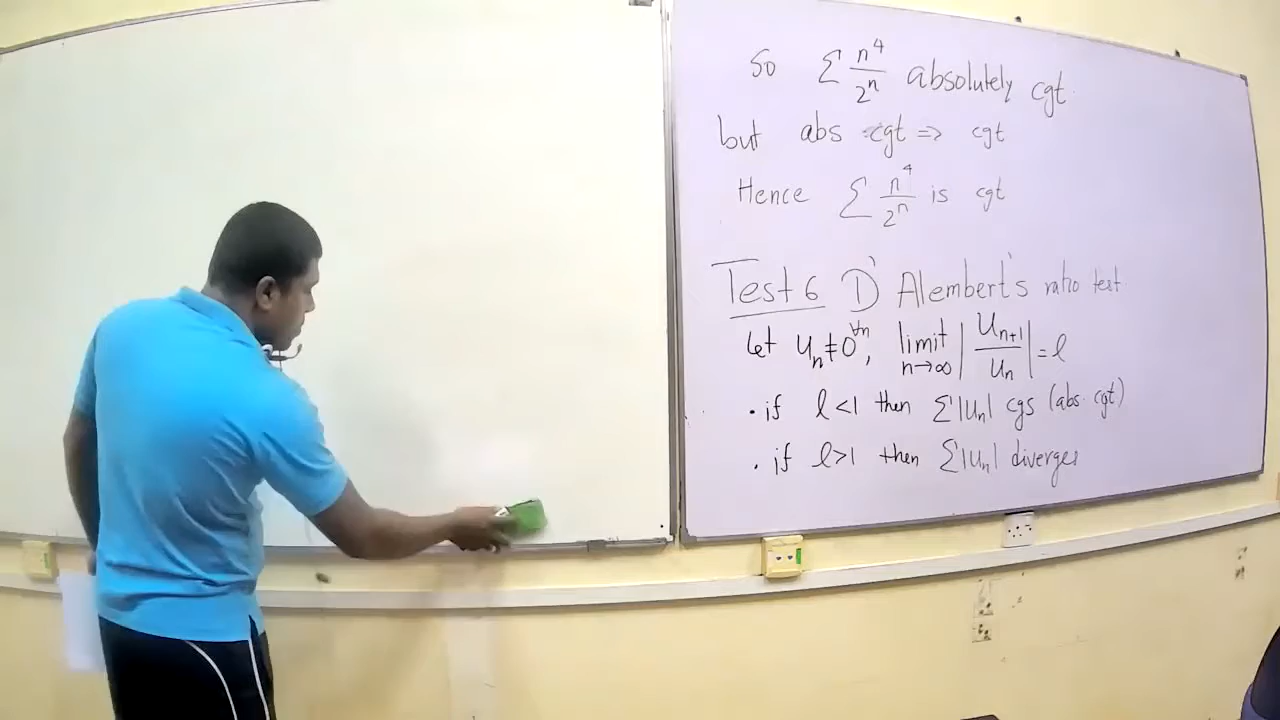 So Σ n⁴/2ⁿ absolutely cgt
but abs cgt ⇒ cgt
Hence Σ n⁴/2ⁿ is cgt
Test 6 D'Alembert's ratio test
Let uₙ ≠ 0 ∀n, limit n→∞ |uₙ₊₁/uₙ| = l
· if l < 1 then Σ|uₙ| cgs (abs. cgt)
· if l > 1 then Σ|uₙ| diverges